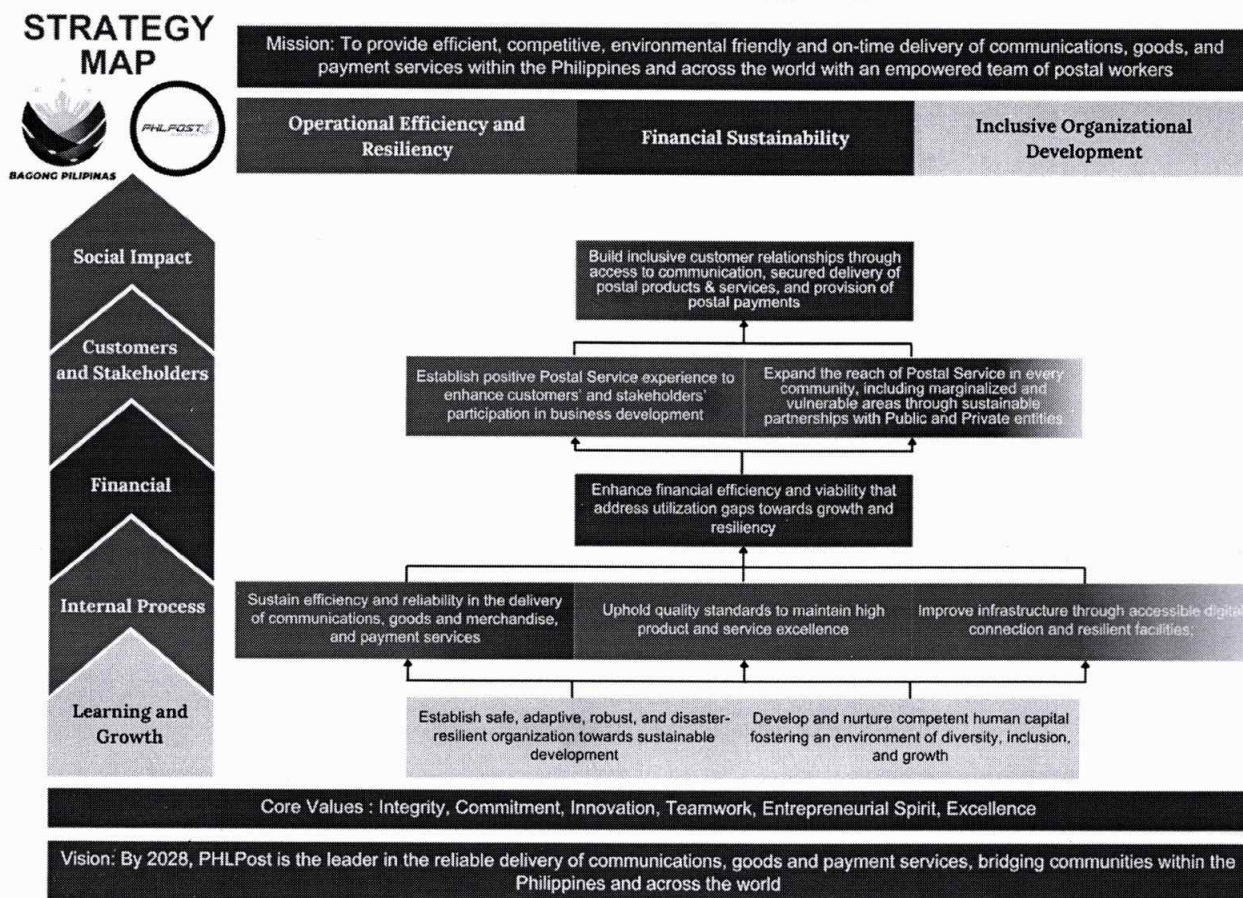 STRATEGY
MAP
BAGONG PILIPINAS
PHLPOST
Mission: To provide efficient, competitive, environmental friendly and on-time delivery of communications, goods, and
payment services within the Philippines and across the world with an empowered team of postal workers
Operational Efficiency and
Resiliency
Financial Sustainability
Inclusive Organizational
Development
Social Impact
Build inclusive customer relationships through
access to communication, secured delivery of
postal products & services, and provision of
postal payments
Customers
and Stakeholders
Establish positive Postal Service experience to
enhance customers' and stakeholders'
participation in business development
Expand the reach of Postal Service in every
community, including marginalized and
vulnerable areas through sustainable
partnerships with Public and Private entities
Financial
Enhance financial efficiency and viability that
address utilization gaps towards growth and
resiliency
Internal Process
Sustain efficiency and reliability in the delivery
of communications, goods and merchandise,
and payment services
Uphold quality standards to maintain high
product and service excellence
Improve infrastructure through accessible digital
connection and resilient facilities;
Learning and
Growth
Establish safe, adaptive, robust, and disaster-
resilient organization towards sustainable
development
Develop and nurture competent human capital
fostering an environment of diversity, inclusion,
and growth
Core Values : Integrity, Commitment, Innovation, Teamwork, Entrepreneurial Spirit, Excellence
Vision: By 2028, PHLPost is the leader in the reliable delivery of communications, goods and payment services, bridging communities within the
Philippines and across the world